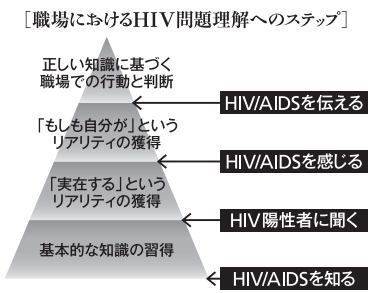 ［職場におけるHIV問題理解へのステップ］
正しい知識に基づく
職場での行動と判断
HIV/AIDSを伝える
「もしも自分が」という
リアリティの獲得
HIV/AIDSを感じる
「実在する」という
リアリティの獲得
HIV陽性者に聞く
基本的な知識の習得
HIV/AIDSを知る